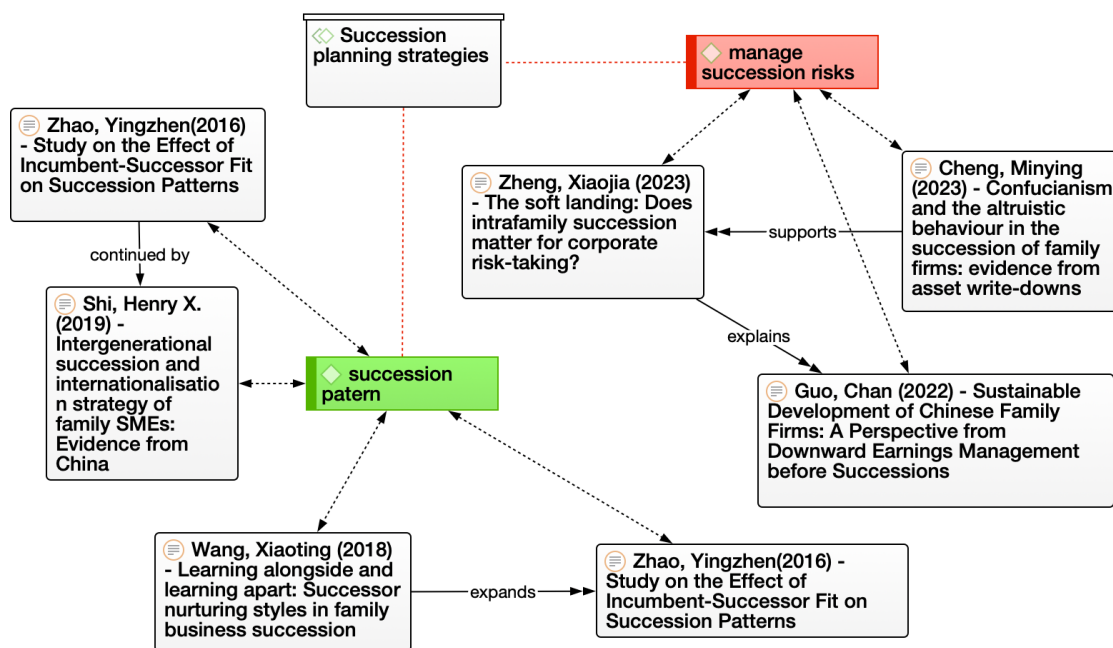 Succession
planning strategies
manage
succession risks
Zhao, Yingzhen(2016)
- Study on the Effect of
Incumbent-Successor Fit
on Succession Patterns
Zheng, Xiaojia (2023)
- The soft landing: Does
intrafamily succession
matter for corporate
risk-taking?
Cheng, Minying
(2023) - Confucianism
and the altruistic
behaviour in the
succession of family
firms: evidence from
asset write-downs
supports
continued by
Shi, Henry X.
(2019) -
Intergenerational
succession and
internationalisatio
n strategy of
family SMEs:
Evidence from
China
explains
succession
patern
Guo, Chan (2022) - Sustainable
Development of Chinese Family
Firms: A Perspective from
Downward Earnings Management
before Successions
Wang, Xiaoting (2018)
- Learning alongside and
learning apart: Successor
nurturing styles in family
business succession
expands
Zhao, Yingzhen(2016) -
Study on the Effect of
Incumbent-Successor Fit on
Succession Patterns